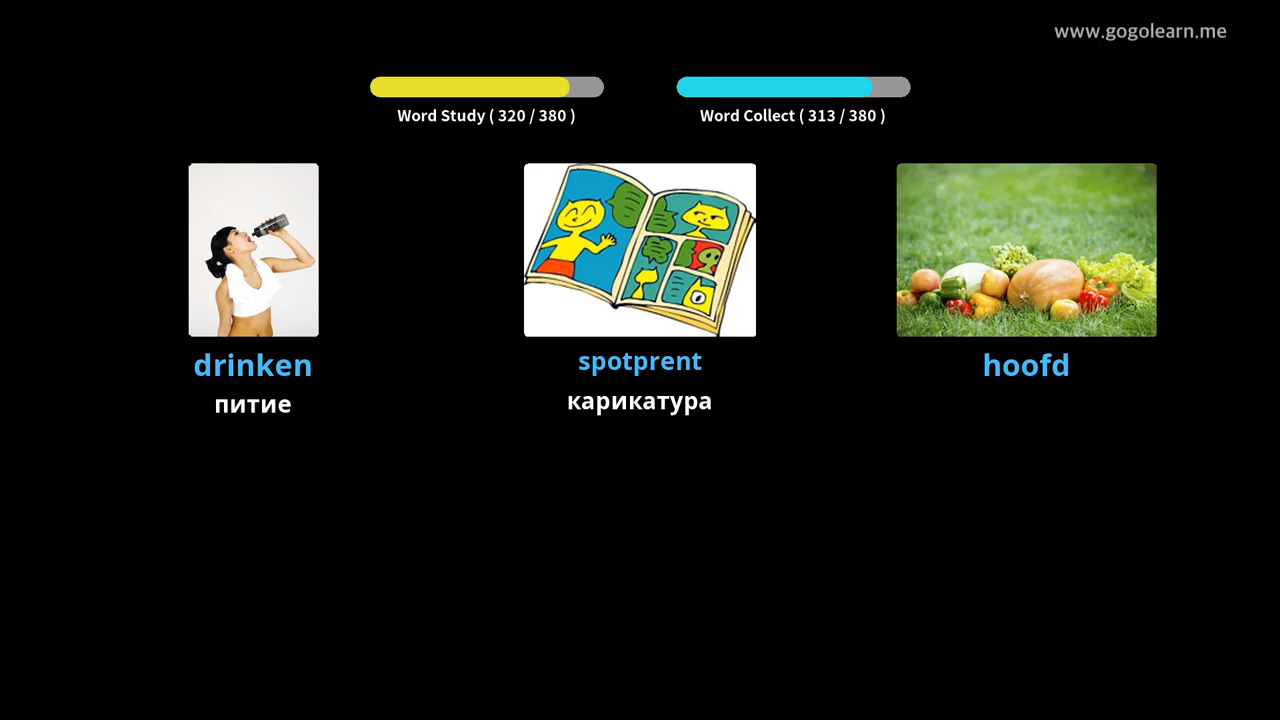 www.gogolearn.me
Word Study ( 320 / 380 )
Word Collect ( 313 / 380 )
drinken
питие
spotprent
карикатура
hoofd